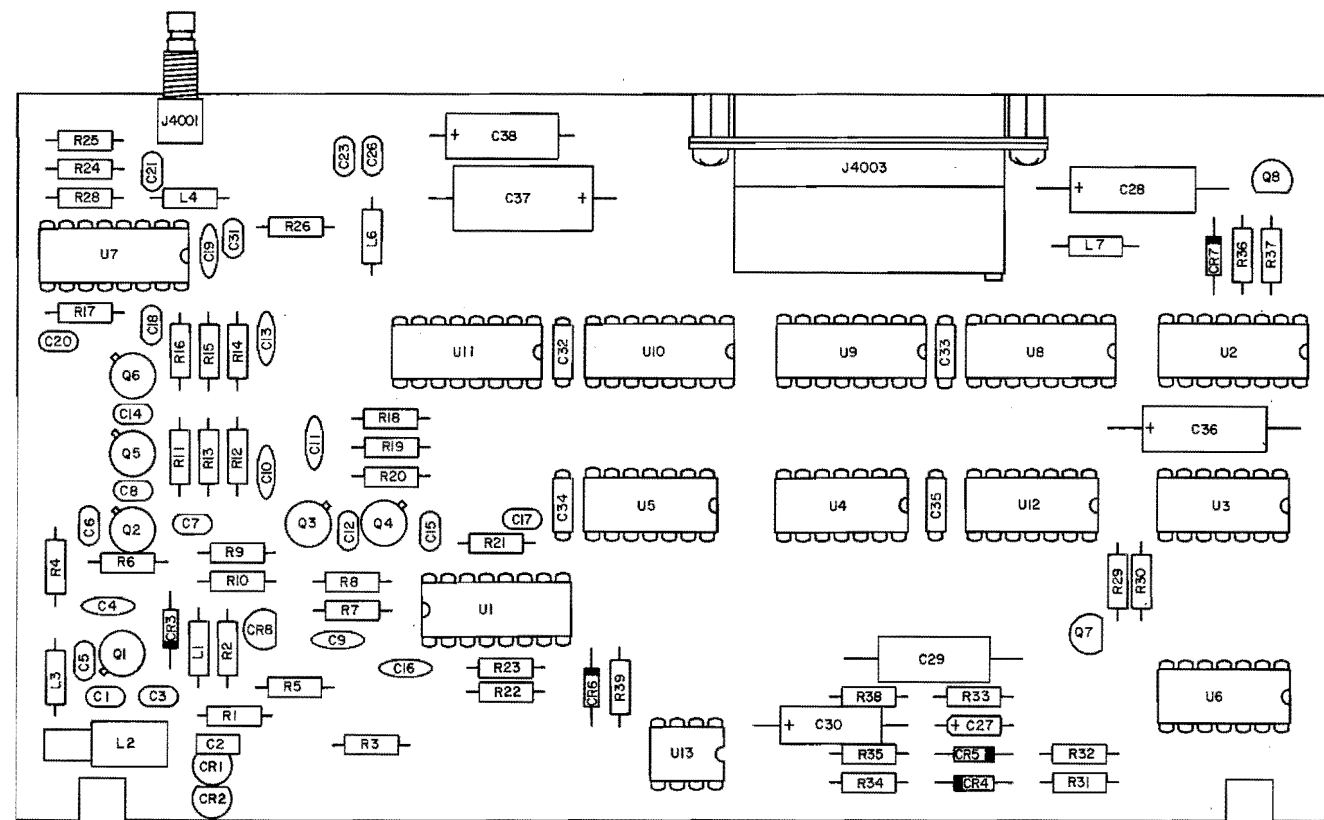 J4001
R25
C38
C23
C26
R24
C21
J4003
Q8
R28
L4
C37
+
+
+
C28
R26
L6
C19
C31
U7
L7
CR7
R36
R37
R17
C18
C20
R16
R15
R14
C13
U11
C32
U10
U9
C33
U8
U2
Q6
C14
R18
+
C36
Q5
R11
R13
R12
C10
C11
R19
R20
C8
C6
Q2
C7
Q3
C12
Q4
C15
C17
C34
U5
U4
C35
U12
U3
R21
R4
R6
R9
R10
R8
R7
U1
R29
R30
C4
CR3
L1
R2
CR8
C9
Q7
L3
C5
Q1
C16
R23
R22
CR6
R39
C29
R5
C1
C3
R38
R33
U6
R1
+
C30
+
C27
L2
C2
R3
U13
R35
CR5
R32
CR1
R34
CR4
R31
CR2